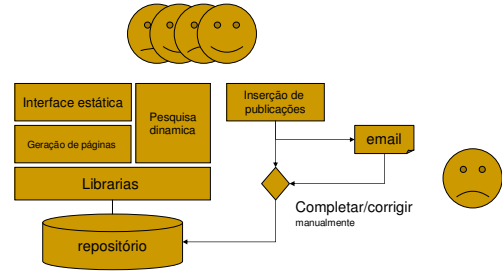 Interface estática
Pesquisa
dinamica
Inserção de
publicações
Geração de páginas
email
Librarias
Completar/corrigir
manualmente
repositório